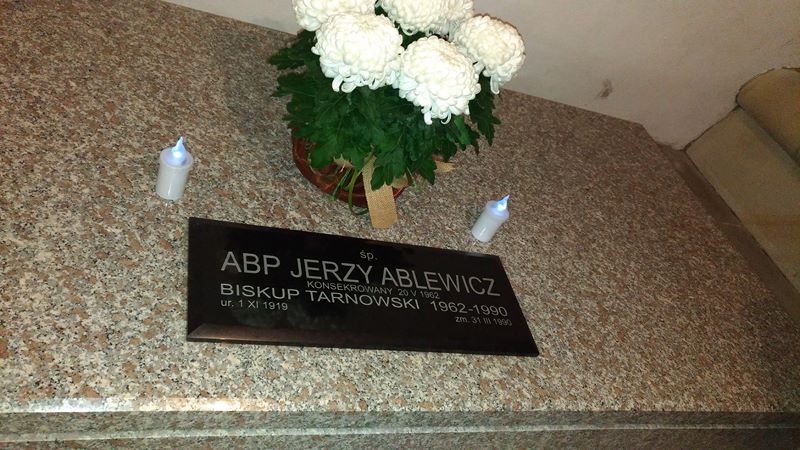 śp.
ABP JERZY ABLEWICZ
KONSEKROWANY 20 V 1962
BISKUP TARNOWSKI 1962-1990
ur. 1 XI 1919
zm. 31 III 1990